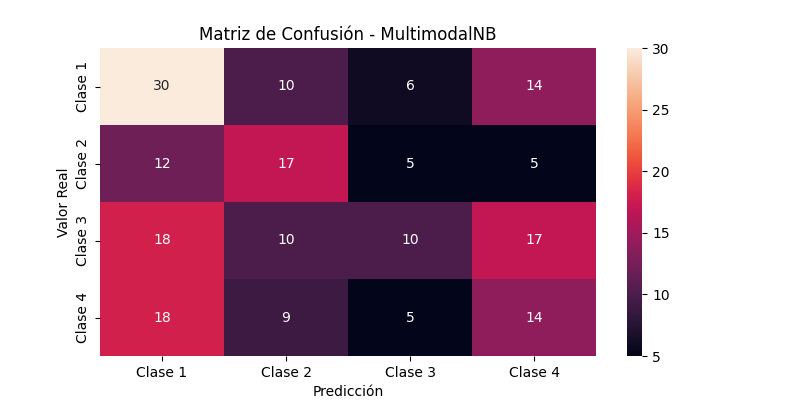 Matriz de Confusión - MultimodalNB
Valor Real
Clase 1
30
10
6
14
Clase 2
12
17
5
5
Clase 3
18
10
10
17
Clase 4
18
9
5
14
Clase 1
Clase 2
Clase 3
Clase 4
Predicción
30
25
20
15
10
5